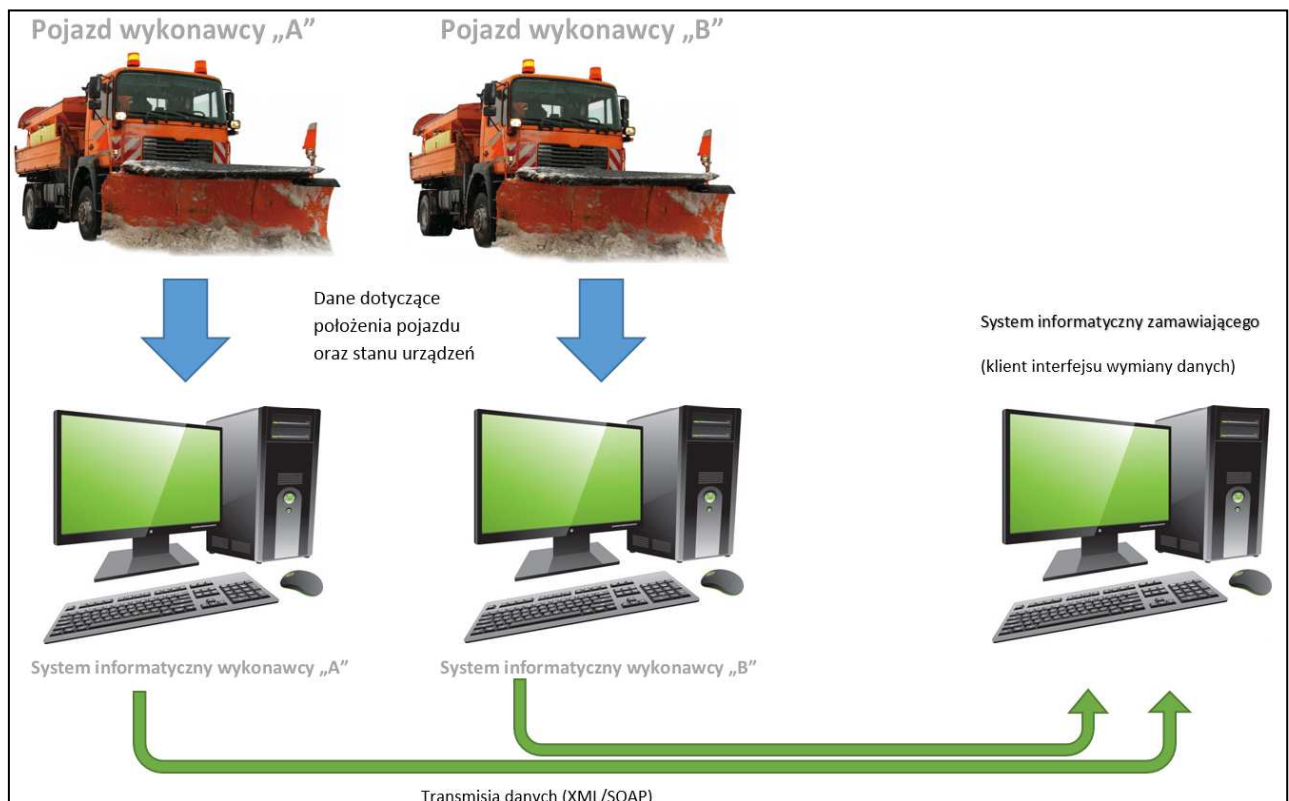 Pojazd wykonawcy „A”
Pojazd wykonawcy „B”
Dane dotyczące
położenia pojazdu
oraz stanu urządzeń
System informatyczny zamawiającego
(klient interfejsu wymiany danych)
System informatyczny wykonawcy „A”
System informatyczny wykonawcy „B”
Transmisja danych (XML/SOAP)